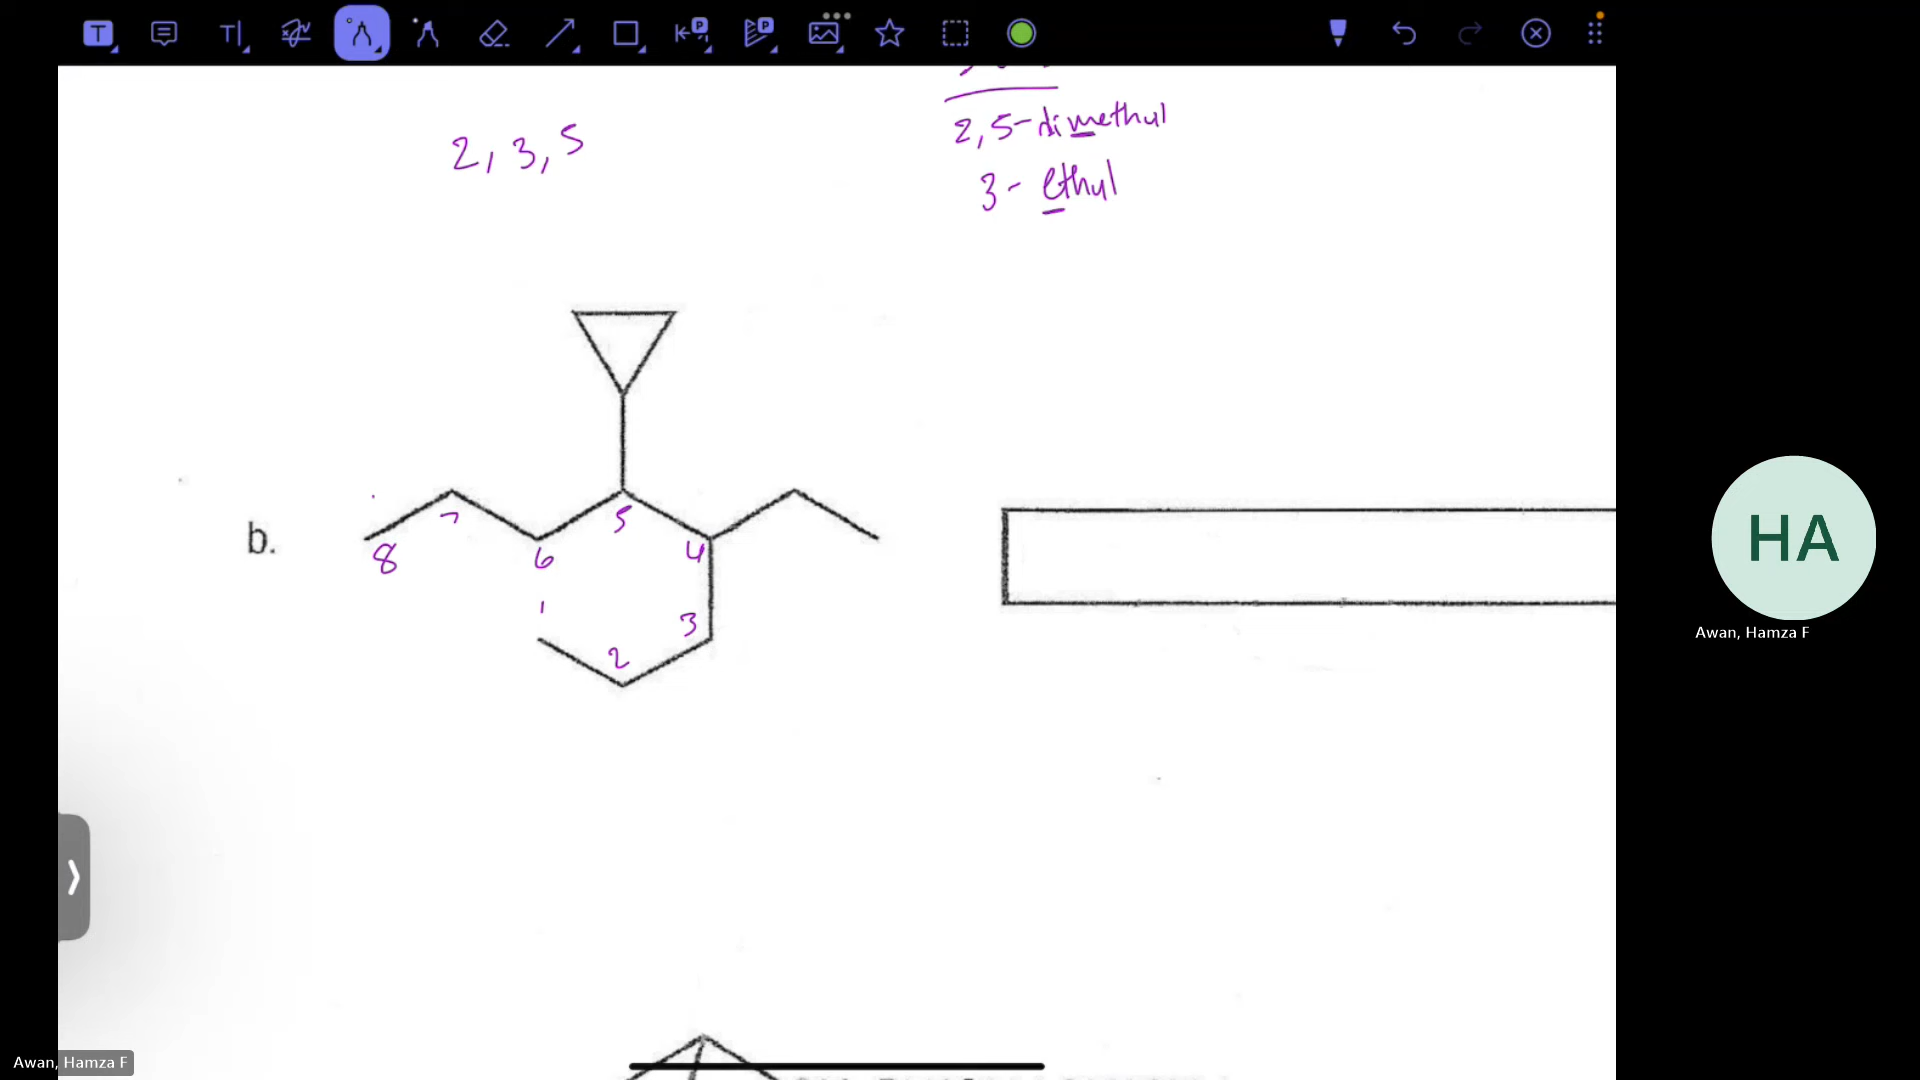 2, 3, 5
2,5-dimethyl
3- ethyl
b.
8
7
6
5
4
3
2
1
HA
Awan, Hamza F
Awan, Hamza F